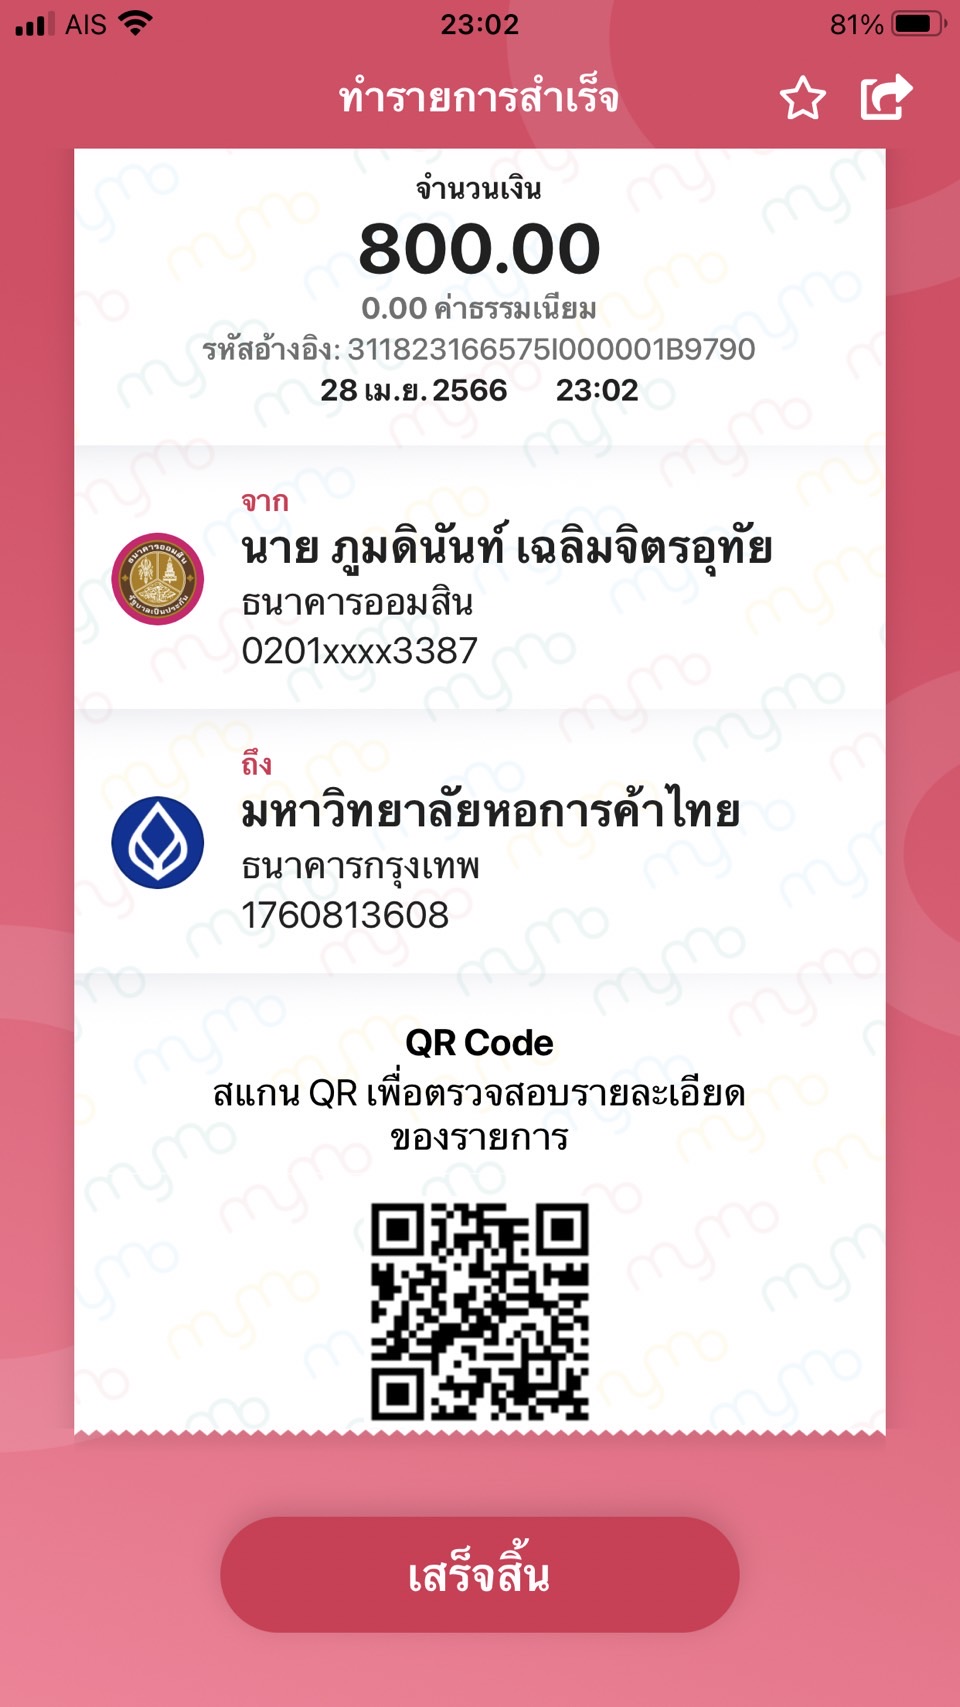 AIS 23:02 81%
ทำรายการสำเร็จ
จำนวนเงิน
800.00
0.00 ค่าธรรมเนียม
รหัสอ้างอิง: 311823166575I000001B9790
28 เม.ย. 2566 23:02
จาก
นาย ภูมดินันท์ เฉลิมจิตรอุทัย
ธนาคารออมสิน
0201xxxx3387
ถึง
มหาวิทยาลัยหอการค้าไทย
ธนาคารกรุงเทพ
1760813608
QR Code
สแกน QR เพื่อตรวจสอบรายละเอียด
ของรายการ
เสร็จสิ้น